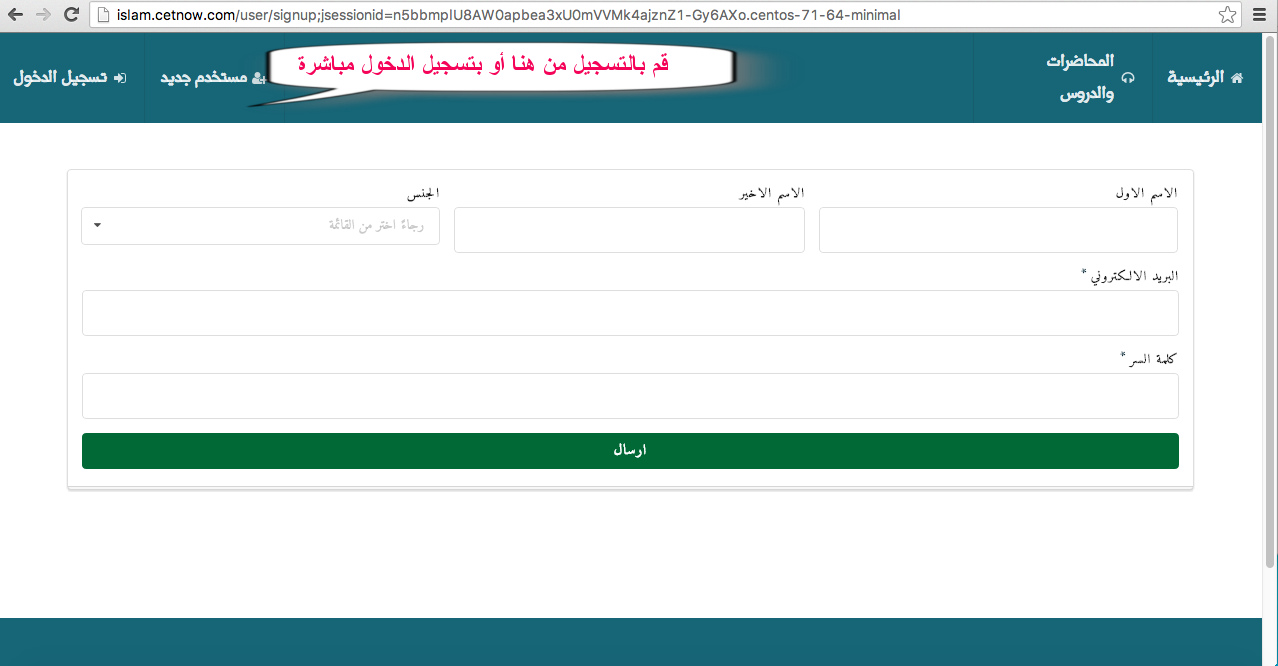 islam.cetnow.com/user/signup;jsessionid=n5bbmpIU8AW0apbea3xU0mVVMk4ajznZ1-Gy6AXo.centos-71-64-minimal
الرئيسية
المحاضرات
والدروس
قم بالتسجيل من هنا أو بتسجيل الدخول مباشرة
مستخدم جديد
تسجيل الدخول
الاسم الاول
الاسم الاخير
الجنس
رجاءً اختر من القائمة
البريد الالكتروني *
كلمة السر *
ارسال